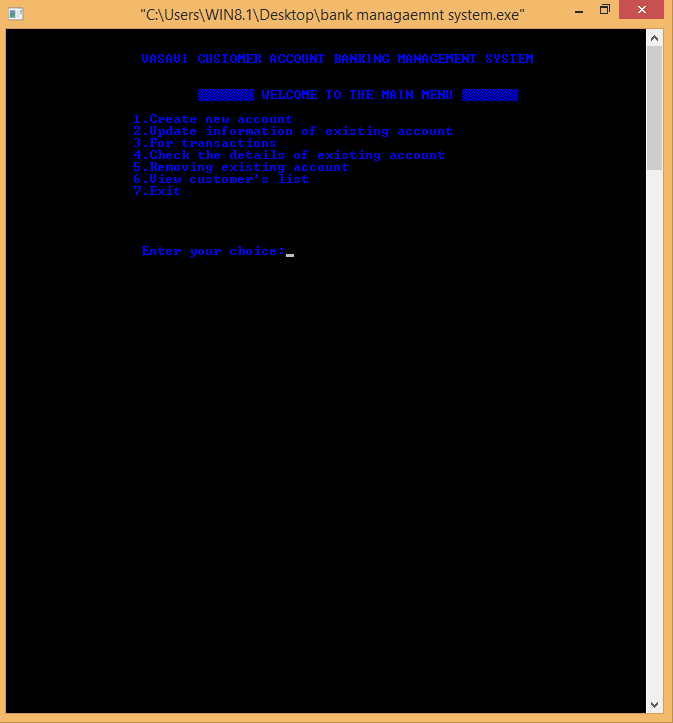 "C:\Users\WIN8.1\Desktop\bank managaemnt system.exe"
VASAVI CUSTOMER ACCOUNT BANKING MANAGEMENT SYSTEM
▒▒▒▒▒▒▒ WELCOME TO THE MAIN MENU ▒▒▒▒▒▒▒
1.Create new account
2.Update information of existing account
3.For transactions
4.Check the details of existing account
5.Removing existing account
6.View customer's list
7.Exit
Enter your choice: